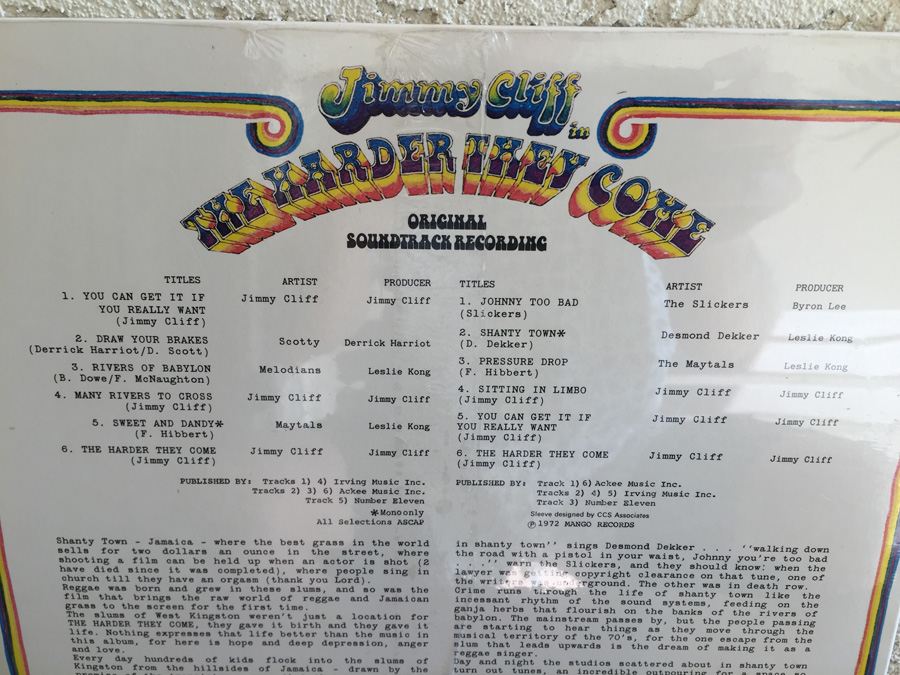 Jimmy Cliff
in
THE HARDER THEY COME
ORIGINAL
SOUNDTRACK RECORDING
TITLES ARTIST PRODUCER
1. YOU CAN GET IT IF Jimmy Cliff Jimmy Cliff
YOU REALLY WANT
(Jimmy Cliff)
2. DRAW YOUR BRAKES Scotty Derrick Harriot
(Derrick Harriot/D. Scott)
3. RIVERS OF BABYLON Melodians Leslie Kong
(B. Dowe/F. McNaughton)
4. MANY RIVERS TO CROSS Jimmy Cliff Jimmy Cliff
(Jimmy Cliff)
5. SWEET AND DANDY* Maytals Leslie Kong
(F. Hibbert)
6. THE HARDER THEY COME Jimmy Cliff Jimmy Cliff
(Jimmy Cliff)
PUBLISHED BY: Tracks 1) 4) Irving Music Inc.
Tracks 2) 3) 6) Ackee Music Inc.
Track 5) Number Eleven
*Mono only
All Selections ASCAP
TITLES ARTIST PRODUCER
1. JOHNNY TOO BAD The Slickers Byron Lee
(Slickers)
2. SHANTY TOWN* Desmond Dekker Leslie Kong
(D. Dekker)
3. PRESSURE DROP The Maytals Leslie Kong
(F. Hibbert)
4. SITTING IN LIMBO Jimmy Cliff Jimmy Cliff
(Jimmy Cliff)
5. YOU CAN GET IT IF Jimmy Cliff Jimmy Cliff
YOU REALLY WANT
(Jimmy Cliff)
6. THE HARDER THEY COME Jimmy Cliff Jimmy Cliff
(Jimmy Cliff)
PUBLISHED BY: Track 1) 6) Ackee Music Inc.
Tracks 2) 4) 5) Irving Music Inc.
Track 3) Number Eleven
Sleeve designed by CCS Associates
℗ 1972 MANGO RECORDS
Shanty Town - Jamaica - where the best grass in the world
sells for two dollars an ounce in the street, where
shooting a film can be held up when an actor is shot (2
have died since it was completed), where people sing in
church till they have an orgasm (thank you Lord).
Reggae was born and grew in these slums, and so was the
film that brings the raw world of reggae and Jamaican
grass to the screen for the first time.
The slums of West Kingston weren't just a location for
THE HARDER THEY COME, they gave it birth and they gave it
life. Nothing expresses that life better than the music in
this album, for here is hope and deep depression, anger
and love.
Every day hundreds of kids flock into the slums of
Kingston from the hillsides of Jamaica - drawn by the
in shanty town'' sings Desmond Dekker . . . ''walking down
the road with a pistol in your waist, Johnny you're too bad
. . .'' warn the Slickers, and they should know: when the
lawyer was getting copyright clearance on that tune, one of
the writers was underground. The other was in death row.
Crime runs through the life of shanty town like the
incessant rhythm of the sound systems, feeding on the
ganja herbs that flourish on the banks of the rivers of
babylon. The mainstream passes by, but the people passing
are starting to hear things as they move through the
musical territory of the 70's, for the one escape from the
slum that leads upwards is the dream of making it as a
reggae singer.
Day and night the studios scattered about in shanty town
turn out tunes, an incredible outpouring for a space so